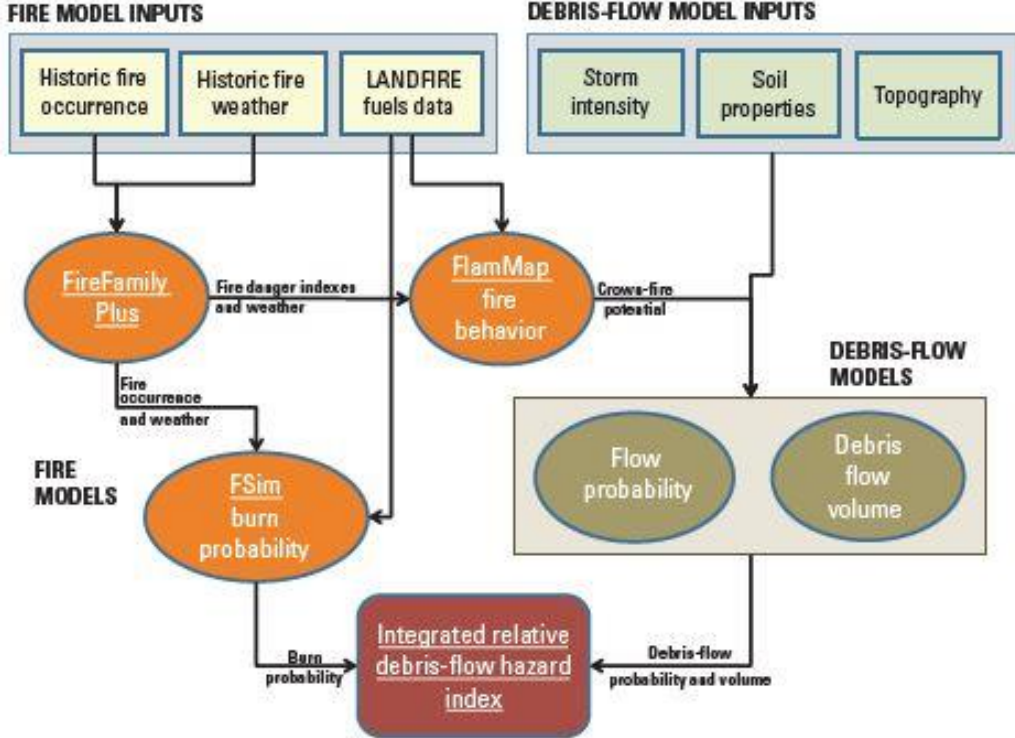 FIRE MODEL INPUTS
DEBRIS-FLOW MODEL INPUTS
Historic fire
occurrence
Historic fire
weather
LANDFIRE
fuels data
Storm
intensity
Soil
properties
Topography
FireFamily
Plus
Fire danger indexes
and weather
FlamMap
fire
behavior
Crown-fire
potential
DEBRIS-FLOW
MODELS
Fire
occurrence
and weather
FIRE
MODELS
FSim
burn
probability
Flow
probability
Debris
flow
volume
Burn
probability
Integrated relative
debris-flow hazard
index
Debris-flow
probability and volume